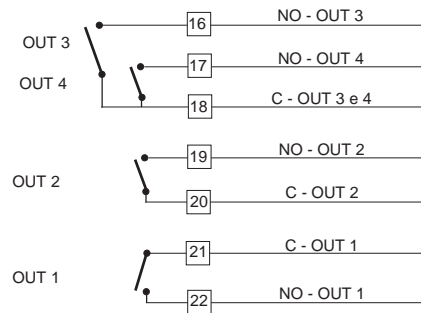 16 NO - OUT 3
OUT 3
17 NO - OUT 4
OUT 4
18 C - OUT 3 e 4
19 NO - OUT 2
OUT 2
20 C - OUT 2
21 C - OUT 1
OUT 1
22 NO - OUT 1